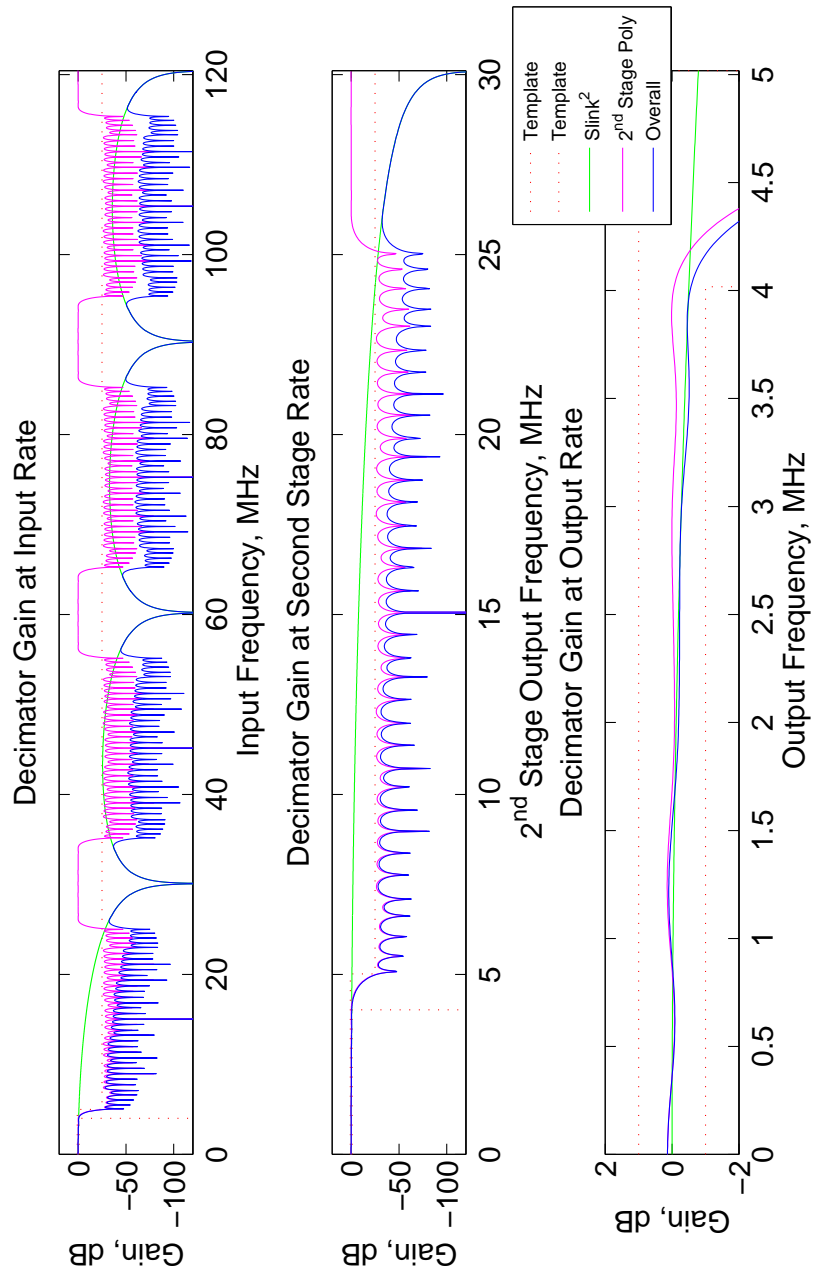 Decimator Gain at Input Rate
Gain, dB
0
−50
−100
0
20
40
60
80
100
120
Input Frequency, MHz
Decimator Gain at Second Stage Rate
Gain, dB
0
−50
−100
0
5
10
15
20
25
30
2nd Stage Output Frequency, MHz
Decimator Gain at Output Rate
Gain, dB
2
0
−2
0
0.5
1
1.5
2
2.5
3
3.5
4
4.5
5
Output Frequency, MHz
Template
Template
Slink2
2nd Stage Poly
Overall